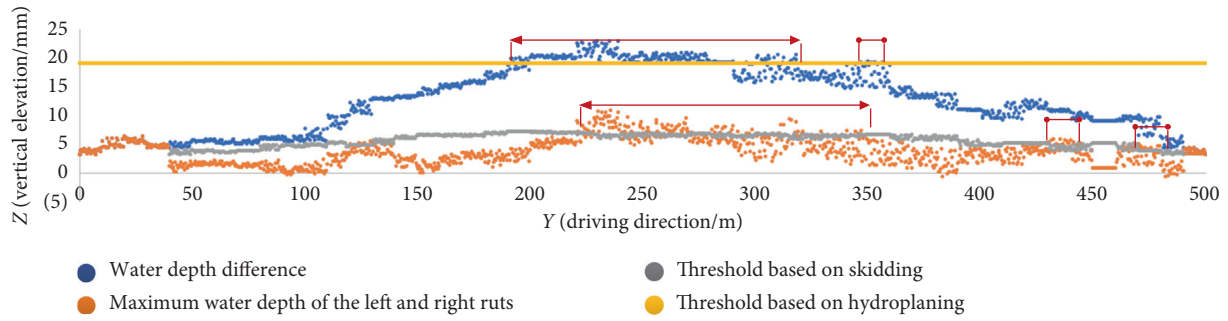 Z (vertical elevation/mm)
25
20
15
10
5
0
(5)
0 50 100 150 200 250 300 350 400 450 500
Y (driving direction/m)
Water depth difference
Maximum water depth of the left and right ruts
Threshold based on skidding
Threshold based on hydroplaning